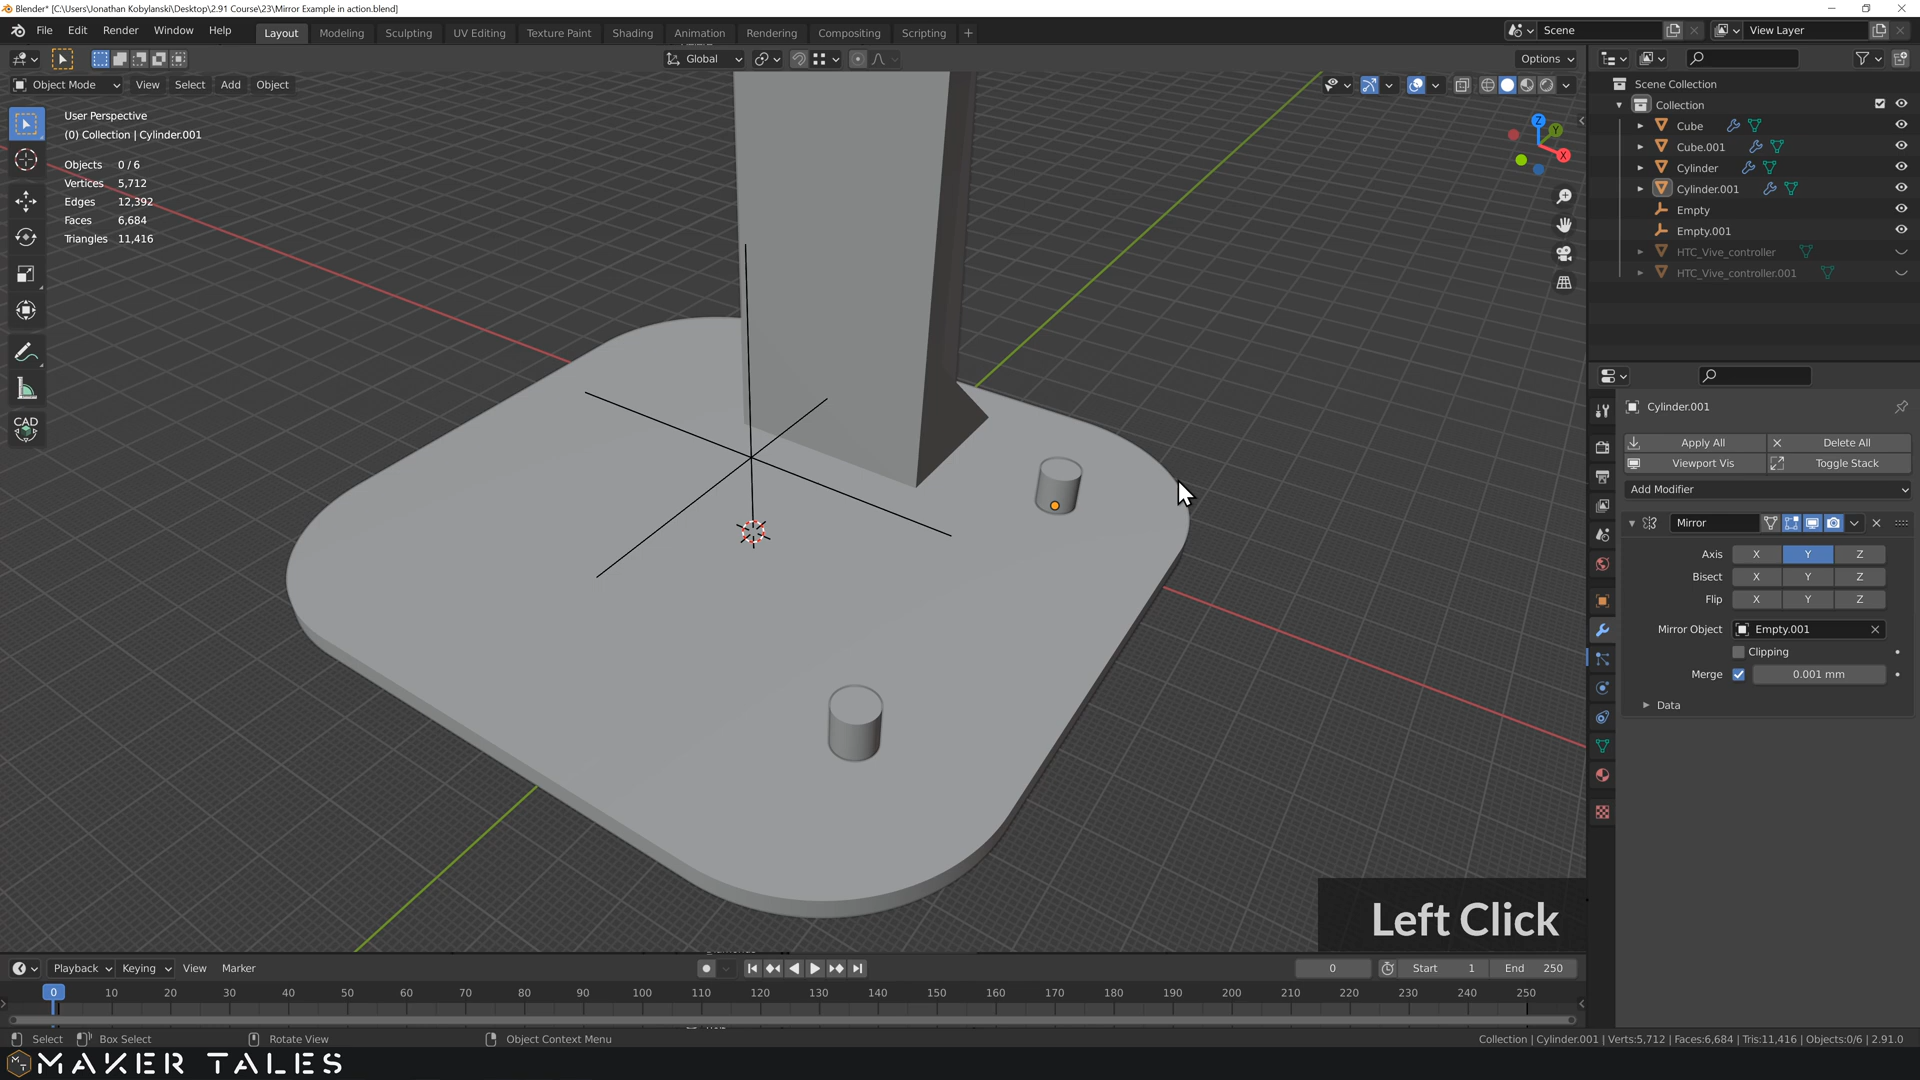 Blender* [C:\Users\Jonathan Kobylanski\Desktop\2.91 Course\23\Mirror Example in action.blend]
File Edit Render Window Help Layout Modeling Sculpting UV Editing Texture Paint Shading Animation Rendering Compositing Scripting + Scene View Layer
Global Options
Object Mode View Select Add Object
User Perspective
(0) Collection | Cylinder.001
Objects 0 / 6
Vertices 5,712
Edges 12,392
Faces 6,684
Triangles 11,416
CAD
Z
Y
X
Scene Collection
Collection
Cube
Cube.001
Cylinder
Cylinder.001
Empty
Empty.001
HTC_Vive_controller
HTC_Vive_controller.001
Cylinder.001
Apply All Delete All
Viewport Vis Toggle Stack
Add Modifier
Mirror
Axis X Y Z
Bisect X Y Z
Flip X Y Z
Mirror Object Empty.001
Clipping
Merge 0.001 mm
Data
Left Click
Playback Keying View Marker 0 Start 1 End 250
0 10 20 30 40 50 60 70 80 90 100 110 120 130 140 150 160 170 180 190 200 210 220 230 240 250
Select Box Select Rotate View Object Context Menu Collection | Cylinder.001 | Verts:5,712 | Faces:6,684 | Tris:11,416 | Objects:0/6 | 2.91.0
MAKER TALES